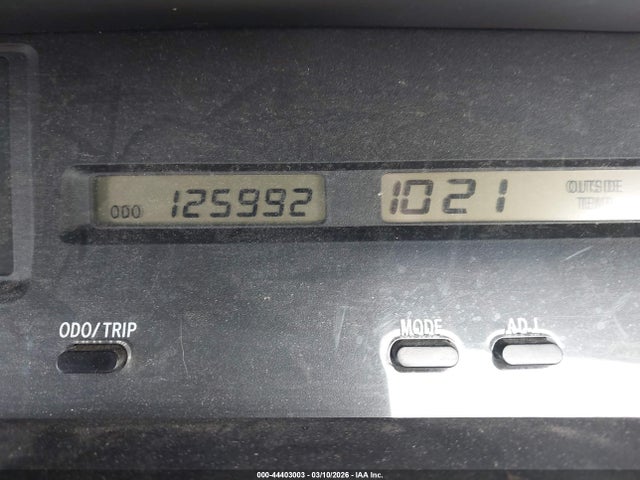 ODO 125992
1021 OUTSIDE TEMP
ODO/TRIP
MODE
ADJ
000-44403003 - 03/10/2026 - IAA Inc.